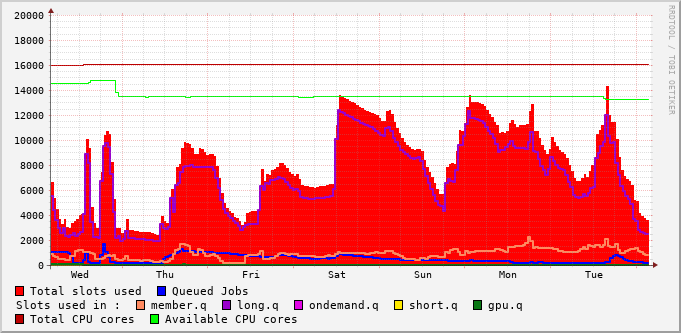 20000
18000
16000
14000
12000
10000
8000
6000
4000
2000
0
Wed Thu Fri Sat Sun Mon Tue
RRDTOOL / TOBI OETIKER
Total slots used Queued Jobs
Slots used in : member.q long.q ondemand.q short.q gpu.q
Total CPU cores Available CPU cores